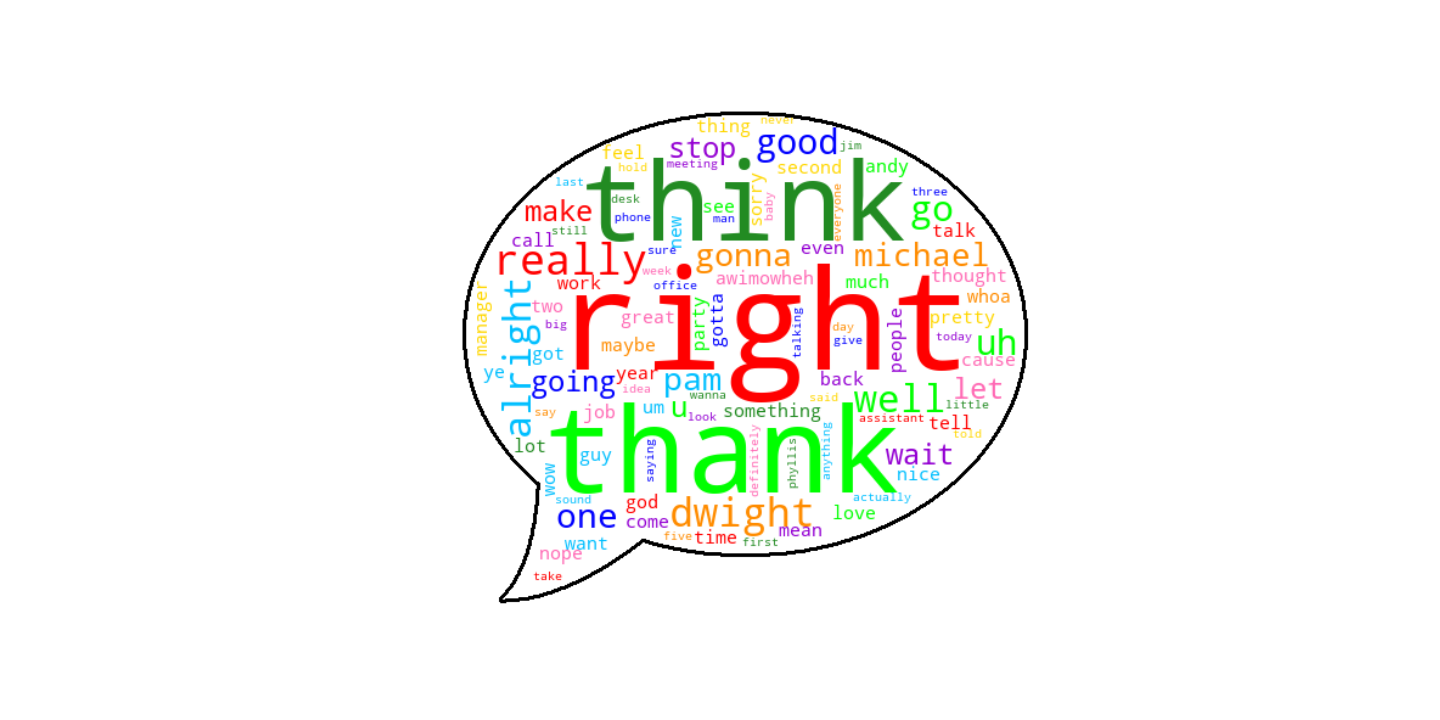 thing never
stop good jim
feel meeting second andy
hold
last think three
desk sorry baby everyone
make phone see man go
still new talk
call sure even
really gonna michael
week awimowheh thought
work office much
manager alright two right whoa
big great party gotta talking day people pretty
maybe give today uh
got cause
ye year pam back
going idea wanna said let
say job um u look something well little
assistant tell
lot thank told
guy saying definitely phyllis anything wait
wow nice
sound god actually
one come dwight love
five time mean
want first
nope
take